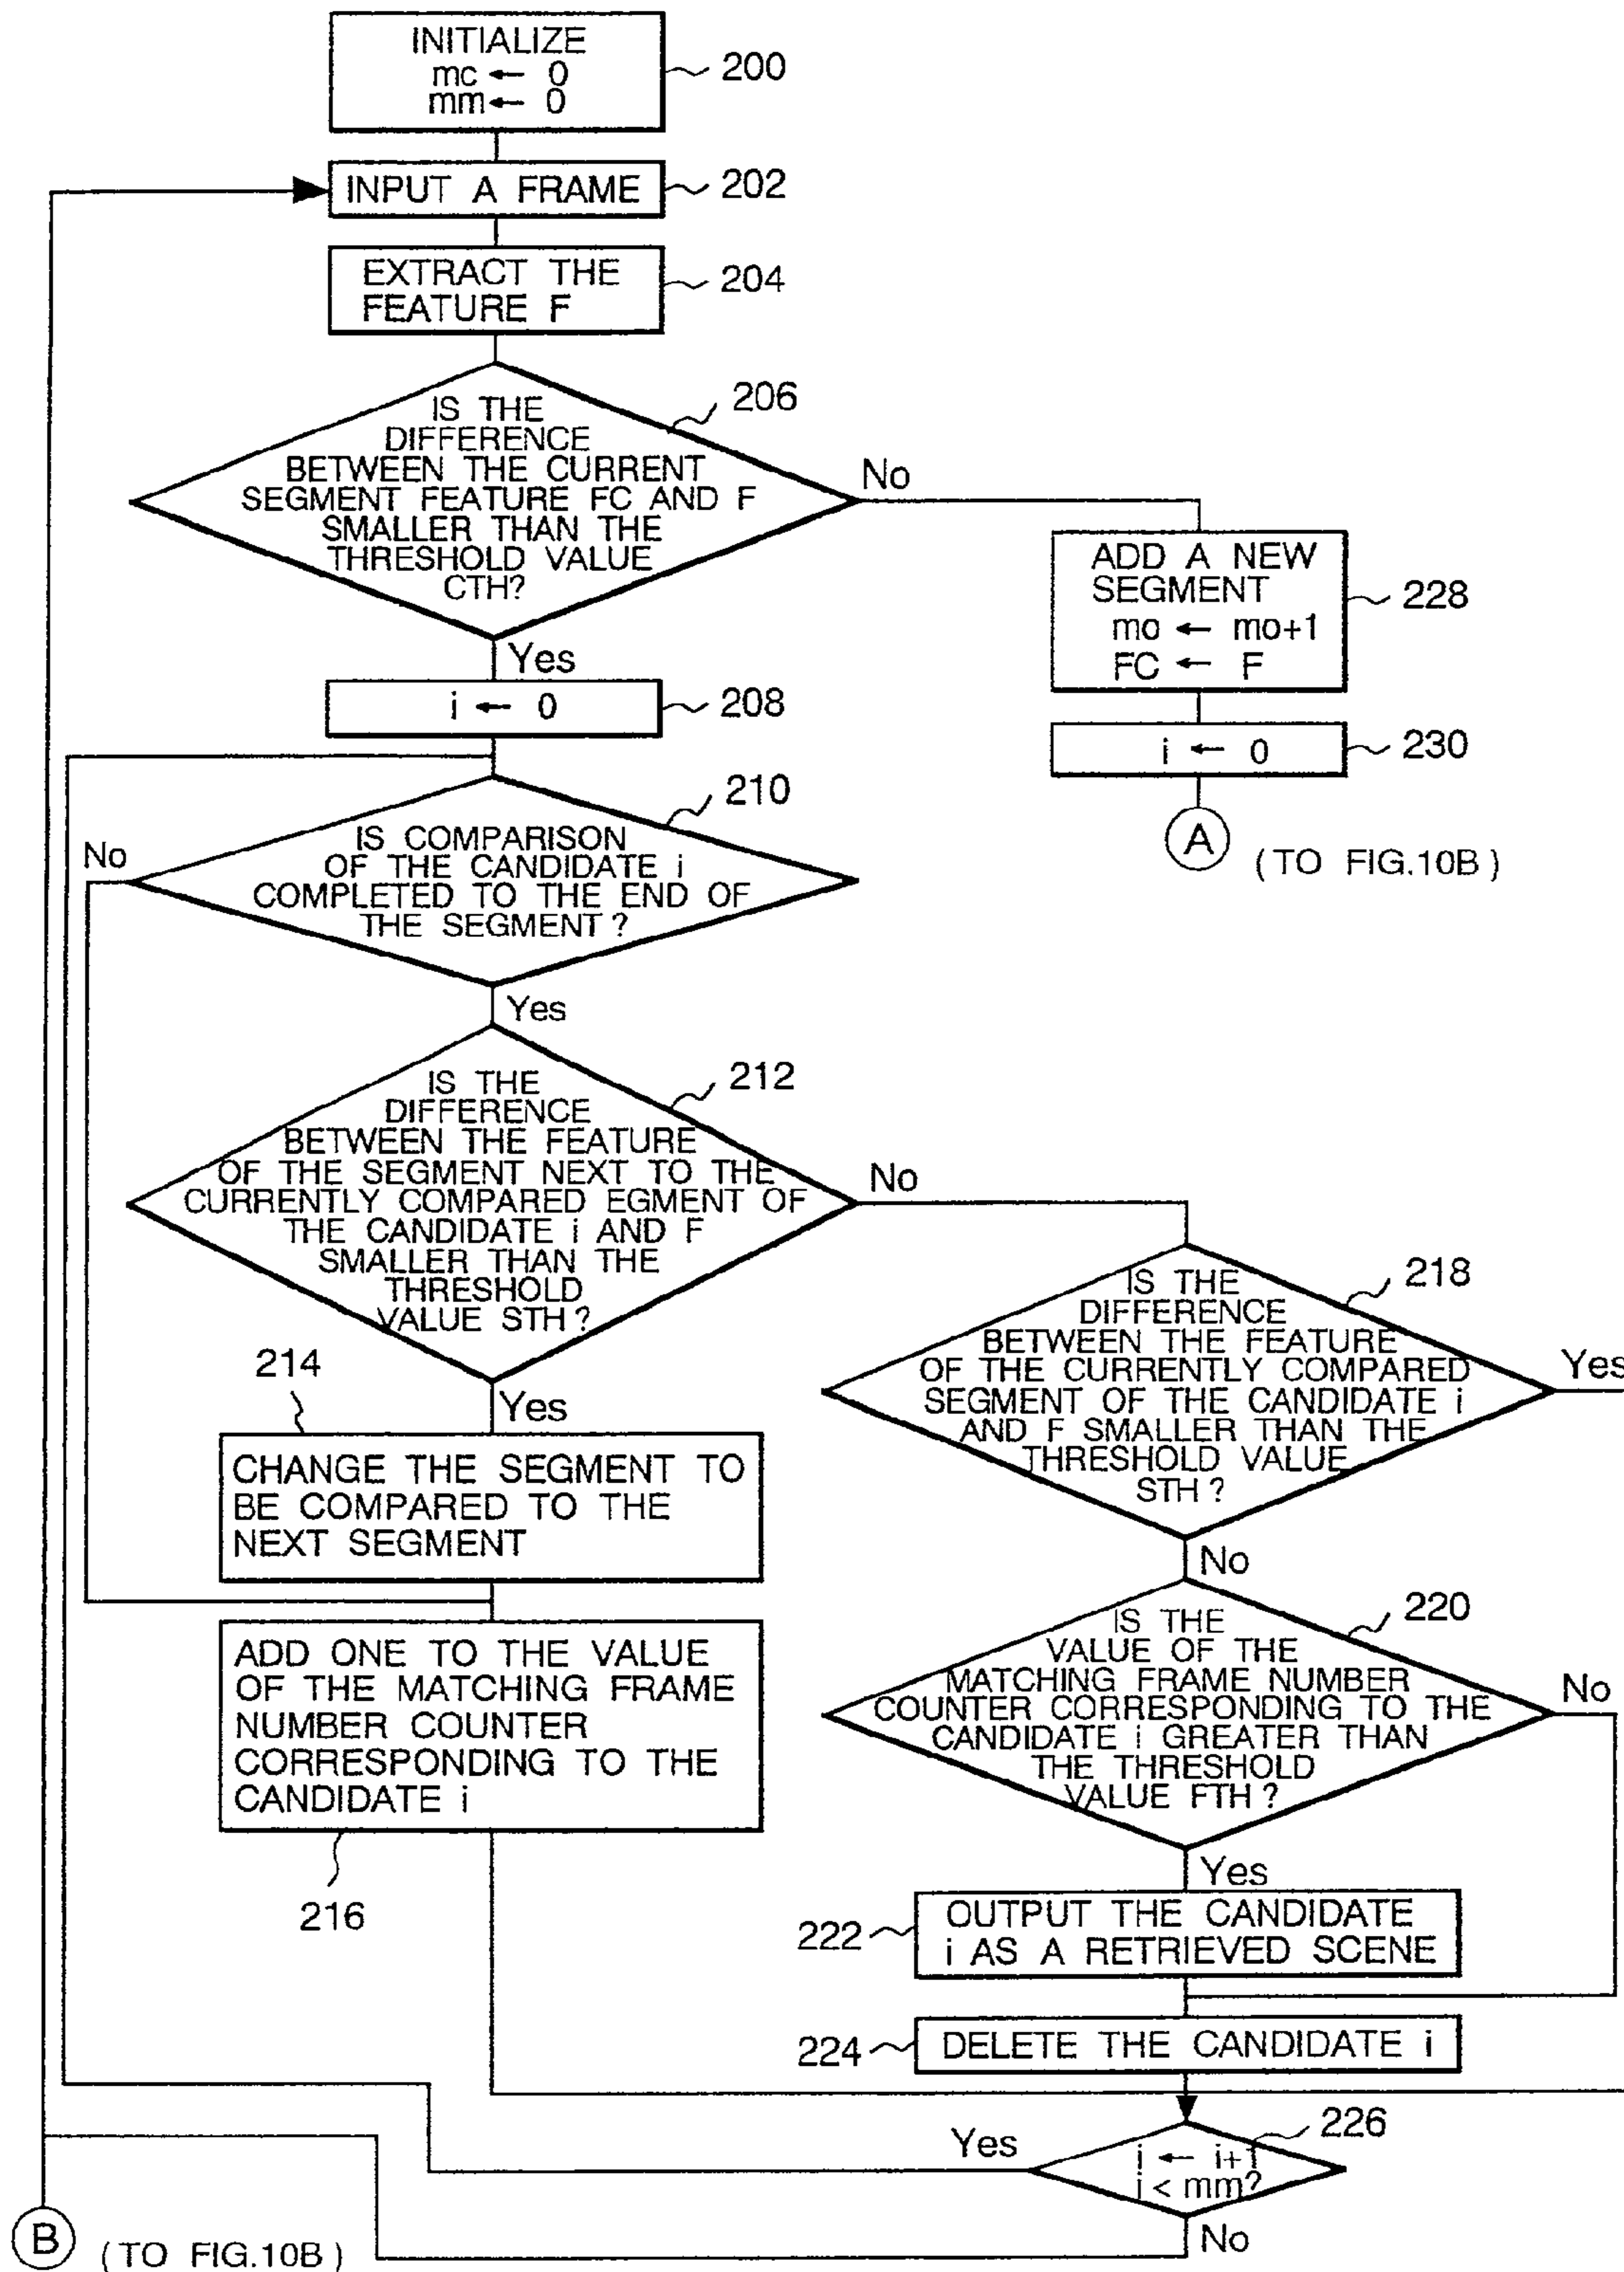 INITIALIZE
mc ← 0
mm ← 0
200
INPUT A FRAME
202
EXTRACT THE
FEATURE F
204
IS THE
DIFFERENCE
BETWEEN THE CURRENT
SEGMENT FEATURE FC AND F
SMALLER THAN THE
THRESHOLD VALUE
CTH?
206
No
Yes
ADD A NEW
SEGMENT
mo ← mo+1
FC ← F
228
i ← 0
208
i ← 0
230
A
(TO FIG.10B)
IS COMPARISON
OF THE CANDIDATE i
COMPLETED TO THE END OF
THE SEGMENT?
210
No
Yes
IS THE
DIFFERENCE
BETWEEN THE FEATURE
OF THE SEGMENT NEXT TO THE
CURRENTLY COMPARED EGMENT OF
THE CANDIDATE i AND F
SMALLER THAN THE
THRESHOLD
VALUE STH?
212
No
Yes
214
CHANGE THE SEGMENT TO
BE COMPARED TO THE
NEXT SEGMENT
ADD ONE TO THE VALUE
OF THE MATCHING FRAME
NUMBER COUNTER
CORRESPONDING TO THE
CANDIDATE i
216
IS THE
DIFFERENCE
BETWEEN THE FEATURE
OF THE CURRENTLY COMPARED
SEGMENT OF THE CANDIDATE i
AND F SMALLER THAN THE
THRESHOLD VALUE
STH?
218
Yes
No
IS THE
VALUE OF THE
MATCHING FRAME NUMBER
COUNTER CORRESPONDING TO THE
CANDIDATE i GREATER THAN
THE THRESHOLD
VALUE FTH?
220
No
Yes
OUTPUT THE CANDIDATE
i AS A RETRIEVED SCENE
222
DELETE THE CANDIDATE i
224
i ← i+1
i < mm?
226
Yes
No
B
(TO FIG.10B)